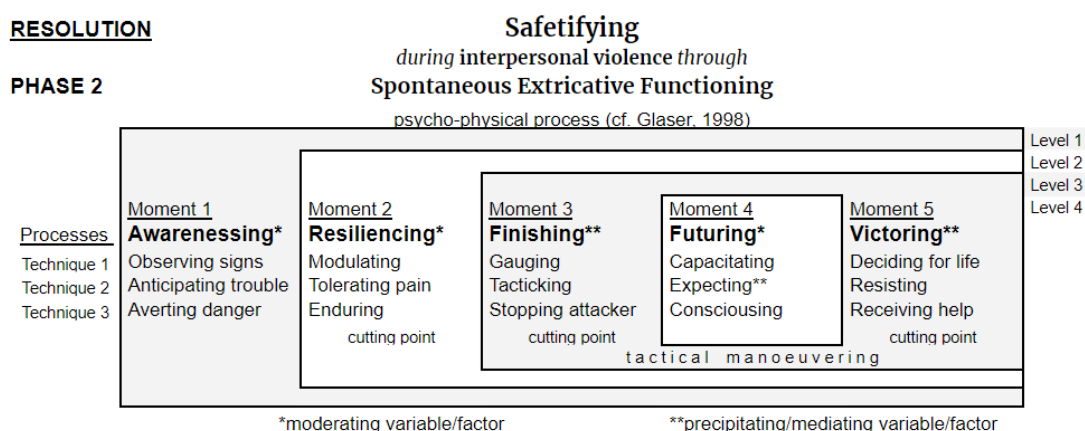 RESOLUTION
Safetifying
during interpersonal violence through
PHASE 2
Spontaneous Extricative Functioning
psycho-physical process (cf. Glaser, 1998)
Level 1
Level 2
Level 3
Level 4
Moment 1 Moment 2 Moment 3 Moment 4 Moment 5
Processes Awarenessing* Resiliencing* Finishing** Futuring* Victoring**
Technique 1 Observing signs Modulating Gauging Capacitating Deciding for life
Technique 2 Anticipating trouble Tolerating pain Tacticking Expecting** Resisting
Technique 3 Averting danger Enduring Stopping attacker Consciousing Receiving help
cutting point cutting point cutting point
tactical manoeuvering
*moderating variable/factor **precipitating/mediating variable/factor